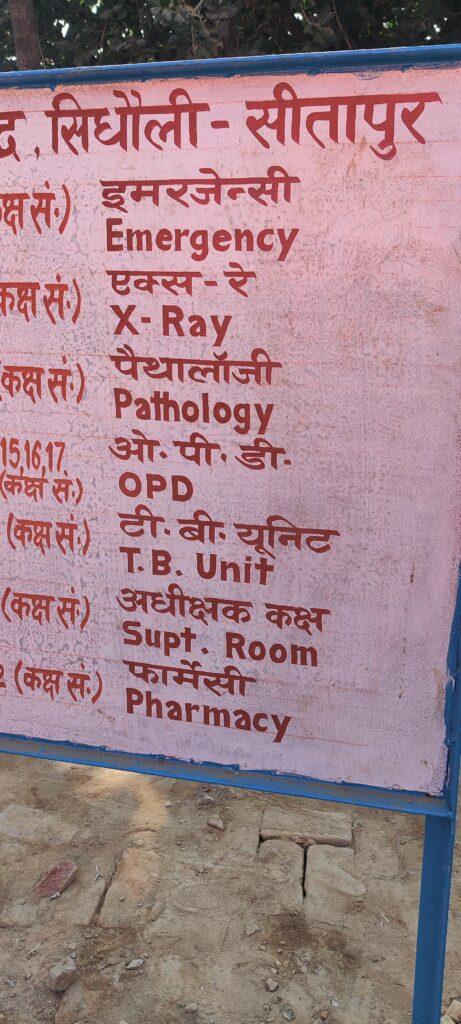 द्र, सिधौली - सीतापुर
कक्ष सं.) इमरजेन्सी
Emergency
कक्ष सं.) एक्स - रे
X-Ray
(कक्ष सं.) पैथालॉजी
Pathology
15,16,17 ओ. पी. डी.
(कक्ष सं.) OPD
(कक्ष सं.) टी. बी. यूनिट
T.B. Unit
(कक्ष सं.) अधीक्षक कक्ष
Supt. Room
2 (कक्ष सं.) फार्मेसी
Pharmacy